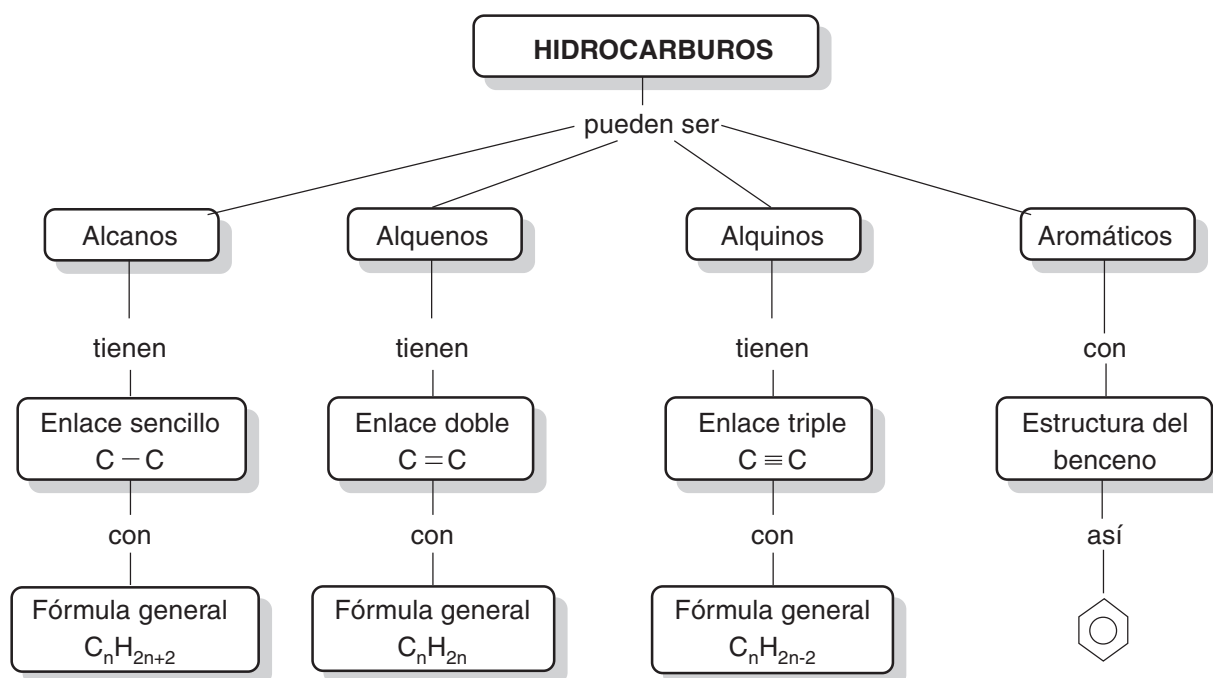 HIDROCARBUROS
pueden ser
Alcanos
Alquenos
Alquinos
Aromáticos
tienen
tienen
tienen
con
Enlace sencillo
C – C
Enlace doble
C = C
Enlace triple
C ≡ C
Estructura del
benceno
con
con
con
así
Fórmula general
CₙH₂ₙ₊₂
Fórmula general
CₙH₂ₙ
Fórmula general
CₙH₂ₙ₋₂